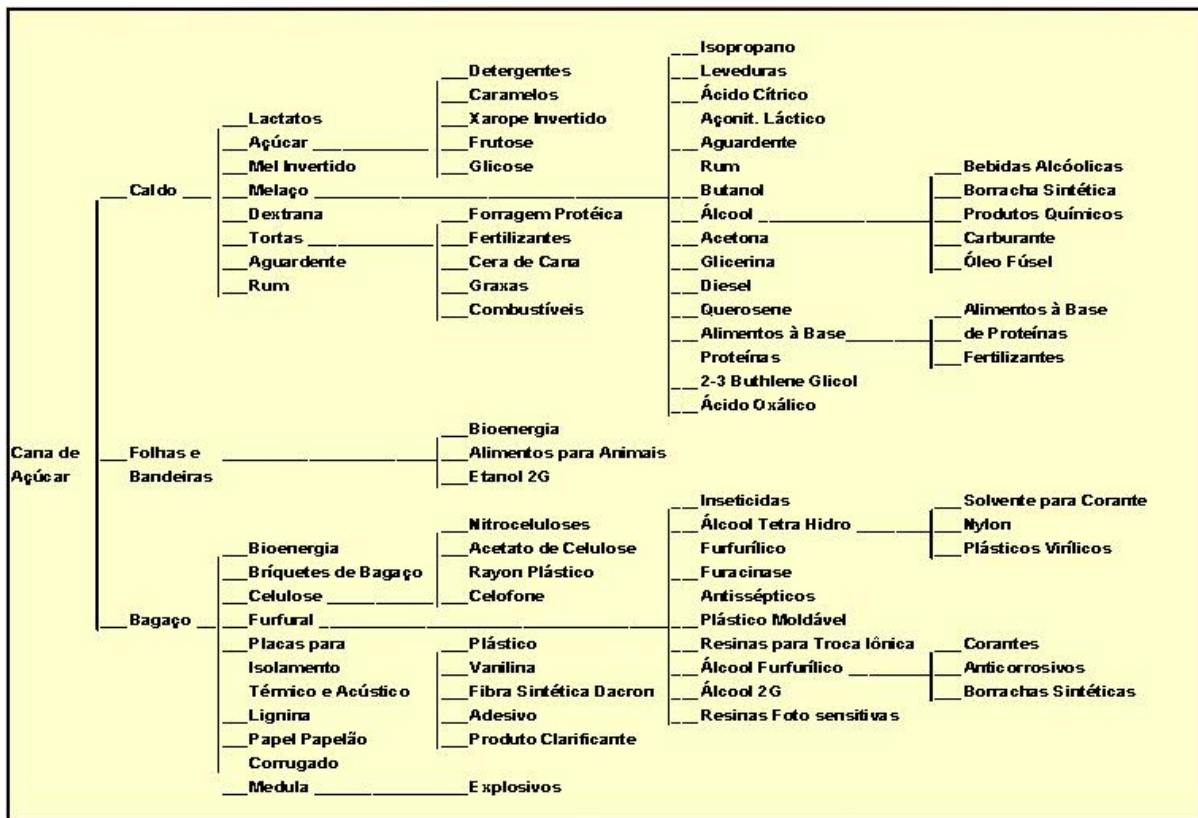 Cana de
Açúcar
Caldo
Lactatos
Açúcar
Mel Invertido
Melaço
Dextrana
Tortas
Aguardente
Rum
Detergentes
Caramelos
Xarope Invertido
Frutose
Glicose
Forragem Protéica
Fertilizantes
Cera de Cana
Graxas
Combustíveis
Isopropano
Leveduras
Ácido Cítrico
Açonit. Láctico
Aguardente
Rum
Butanol
Álcool
Acetona
Glicerina
Diesel
Querosene
Alimentos à Base
Proteínas
2-3 Buthlene Glicol
Ácido Oxálico
Bebidas Alcóolicas
Borracha Sintética
Produtos Químicos
Carburante
Óleo Fúsel
Alimentos à Base
de Proteínas
Fertilizantes
Folhas e
Bandeiras
Bioenergia
Alimentos para Animais
Etanol 2G
Bagaço
Bioenergia
Bríquetes de Bagaço
Celulose
Furfural
Placas para
Isolamento
Térmico e Acústico
Lignina
Papel Papelão
Corrugado
Medula
Nitroceluloses
Acetato de Celulose
Rayon Plástico
Celofone
Plástico
Vanilina
Fibra Sintética Dacron
Adesivo
Produto Clarificante
Explosivos
Inseticidas
Álcool Tetra Hidro
Furfurílico
Furacinase
Antissépticos
Plástico Moldável
Resinas para Troca Iônica
Álcool Furfurílico
Álcool 2G
Resinas Foto sensitivas
Solvente para Corante
Nylon
Plásticos Virílicos
Corantes
Anticorrosivos
Borrachas Sintéticas